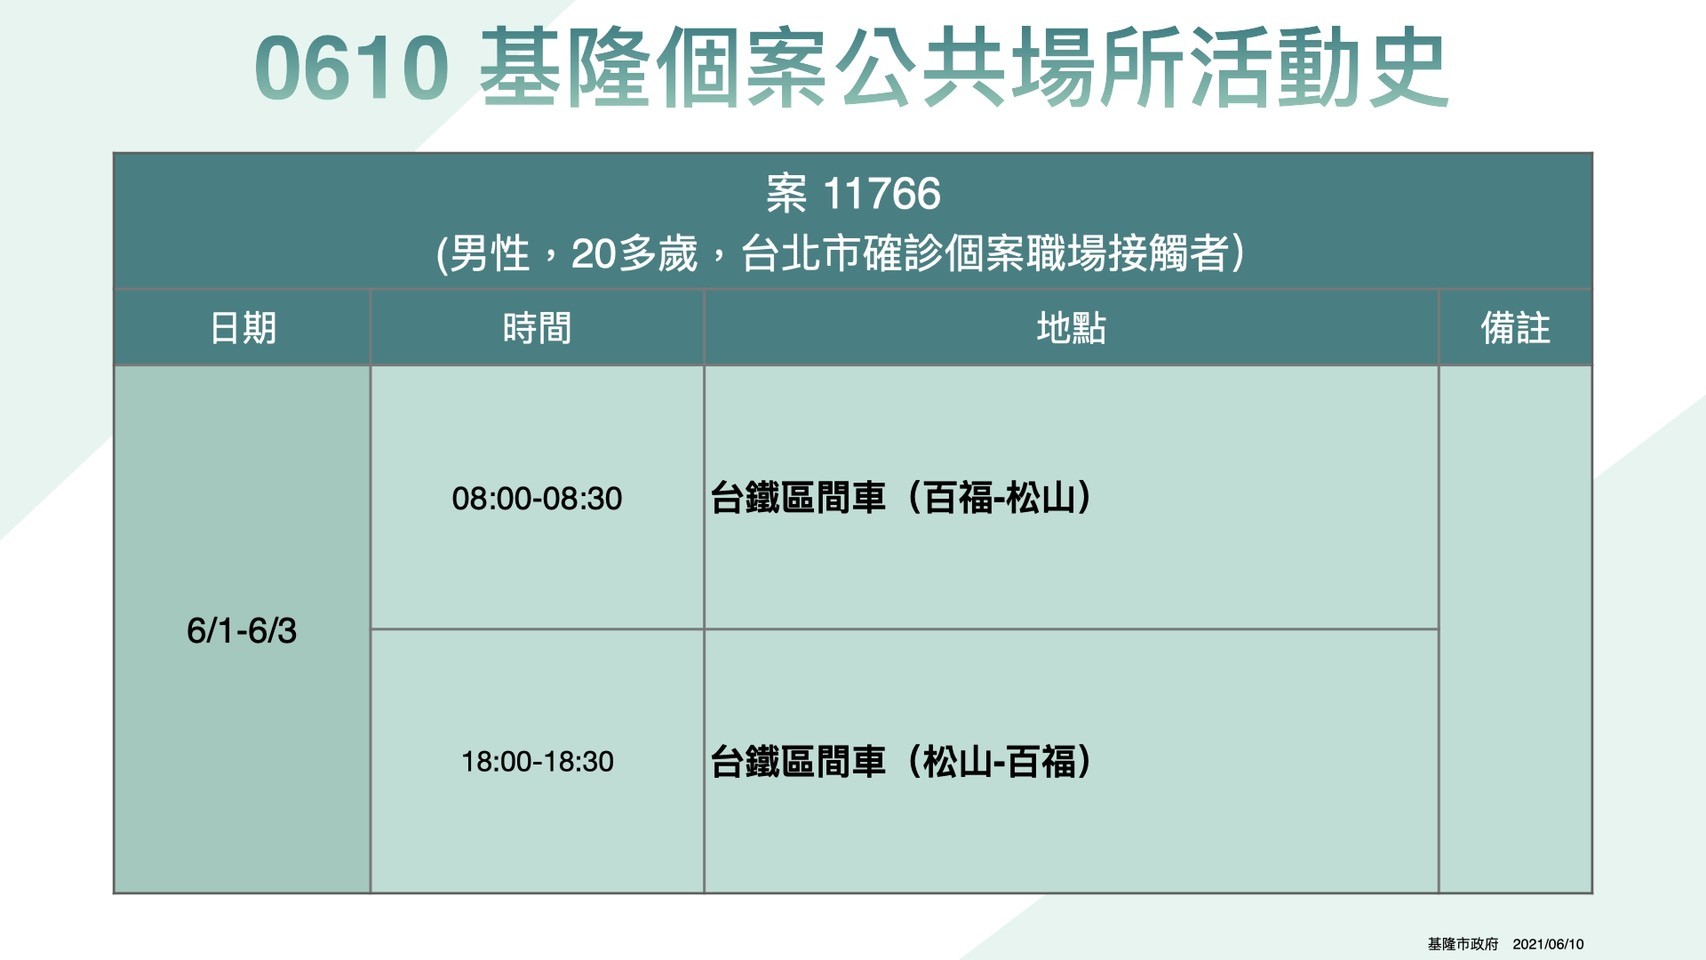 0610 基隆個案公共場所活動史
案 11766
(男性，20多歲，台北市確診個案職場接觸者）
日期 時間 地點 備註
6/1-6/3
08:00-08:30 台鐵區間車（百福-松山）
18:00-18:30 台鐵區間車（松山-百福）
基隆市政府 2021/06/10